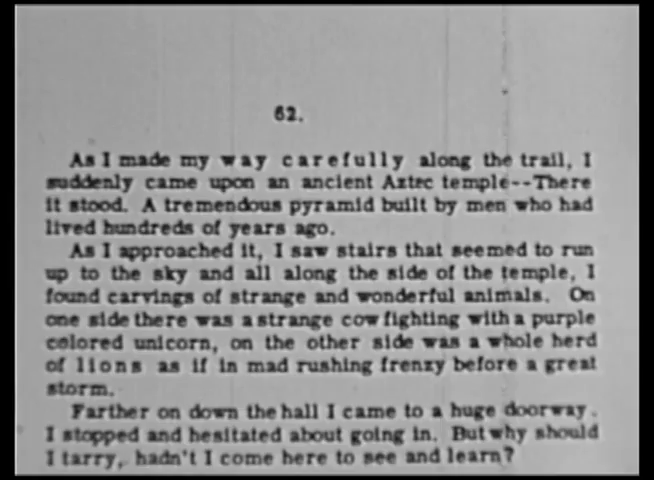 62.
As I made my way carefully along the trail, I
suddenly came upon an ancient Aztec temple--There
it stood. A tremendous pyramid built by men who had
lived hundreds of years ago.
As I approached it, I saw stairs that seemed to run
up to the sky and all along the side of the temple, I
found carvings of strange and wonderful animals. On
one side there was a strange cow fighting with a purple
colored unicorn, on the other side was a whole herd
of lions as if in mad rushing frenzy before a great
storm.
Farther on down the hall I came to a huge doorway.
I stopped and hesitated about going in. But why should
I tarry, hadn't I come here to see and learn?